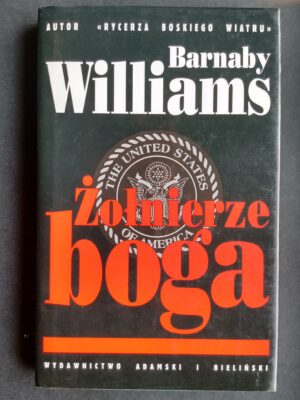 AUTOR «RYCERZA BOSKIEGO WIATRU»
Barnaby
Williams
THE UNITED STATES
OF AMERICA
Żołnierze
boga
WYDAWNICTWO ADAMSKI I BIELIŃSKI